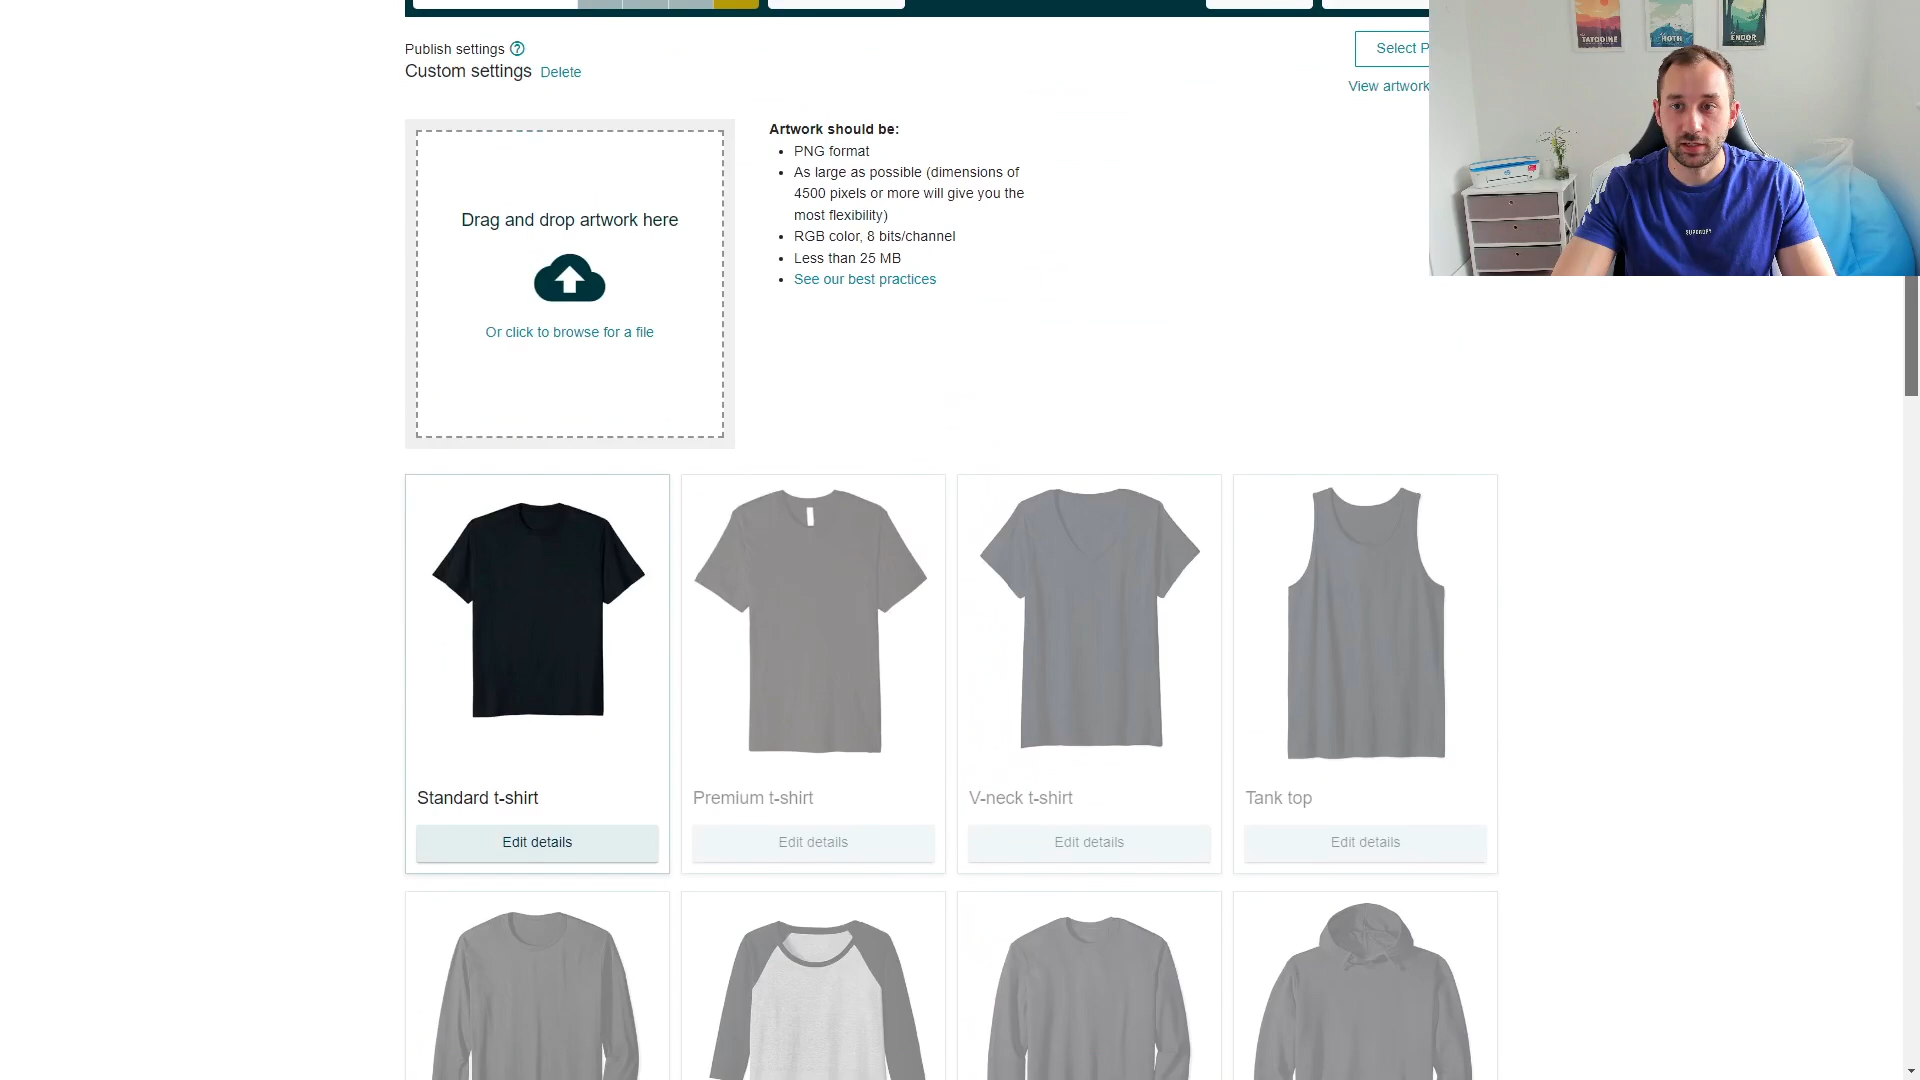 Publish settings
Custom settings Delete
Select P
View artwork
Drag and drop artwork here
Or click to browse for a file
Artwork should be:
PNG format
As large as possible (dimensions of
4500 pixels or more will give you the
most flexibility)
RGB color, 8 bits/channel
Less than 25 MB
See our best practices
TATOOINE
HOTH
ENDOR
SUPERDRY
Standard t-shirt
Premium t-shirt
V-neck t-shirt
Tank top
Edit details
Edit details
Edit details
Edit details